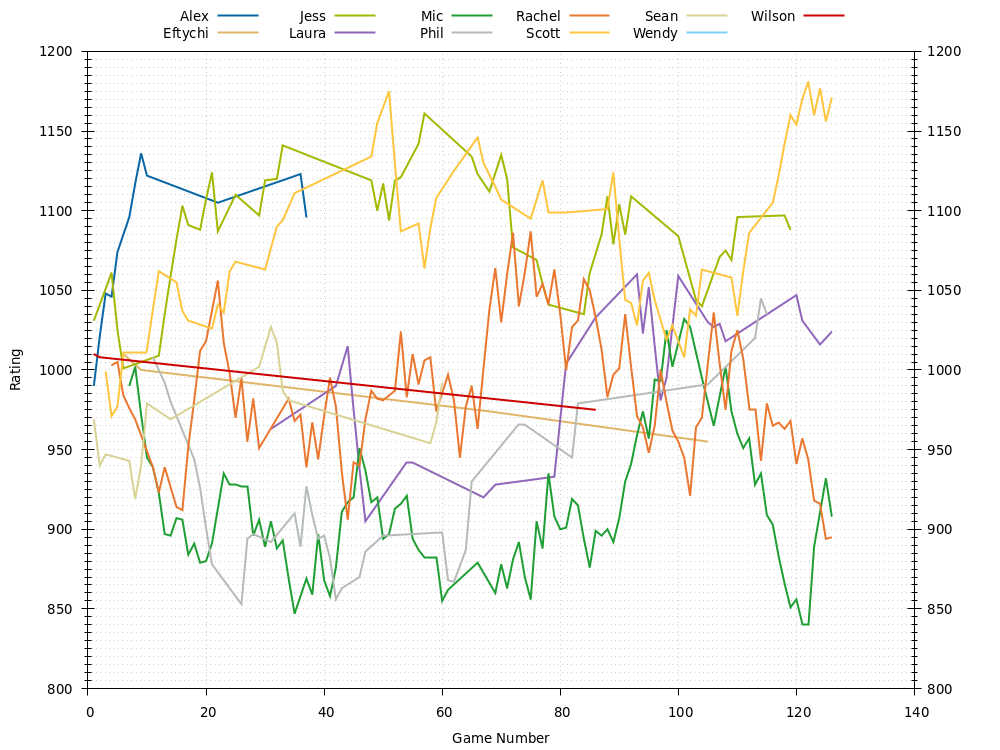 Alex Jess Mic Rachel Sean Wilson
Eftychi Laura Phil Scott Wendy
1200 1200
1150 1150
1100 1100
1050 1050
1000 1000
950 950
900 900
850 850
800 800
Rating
0 20 40 60 80 100 120 140
Game Number